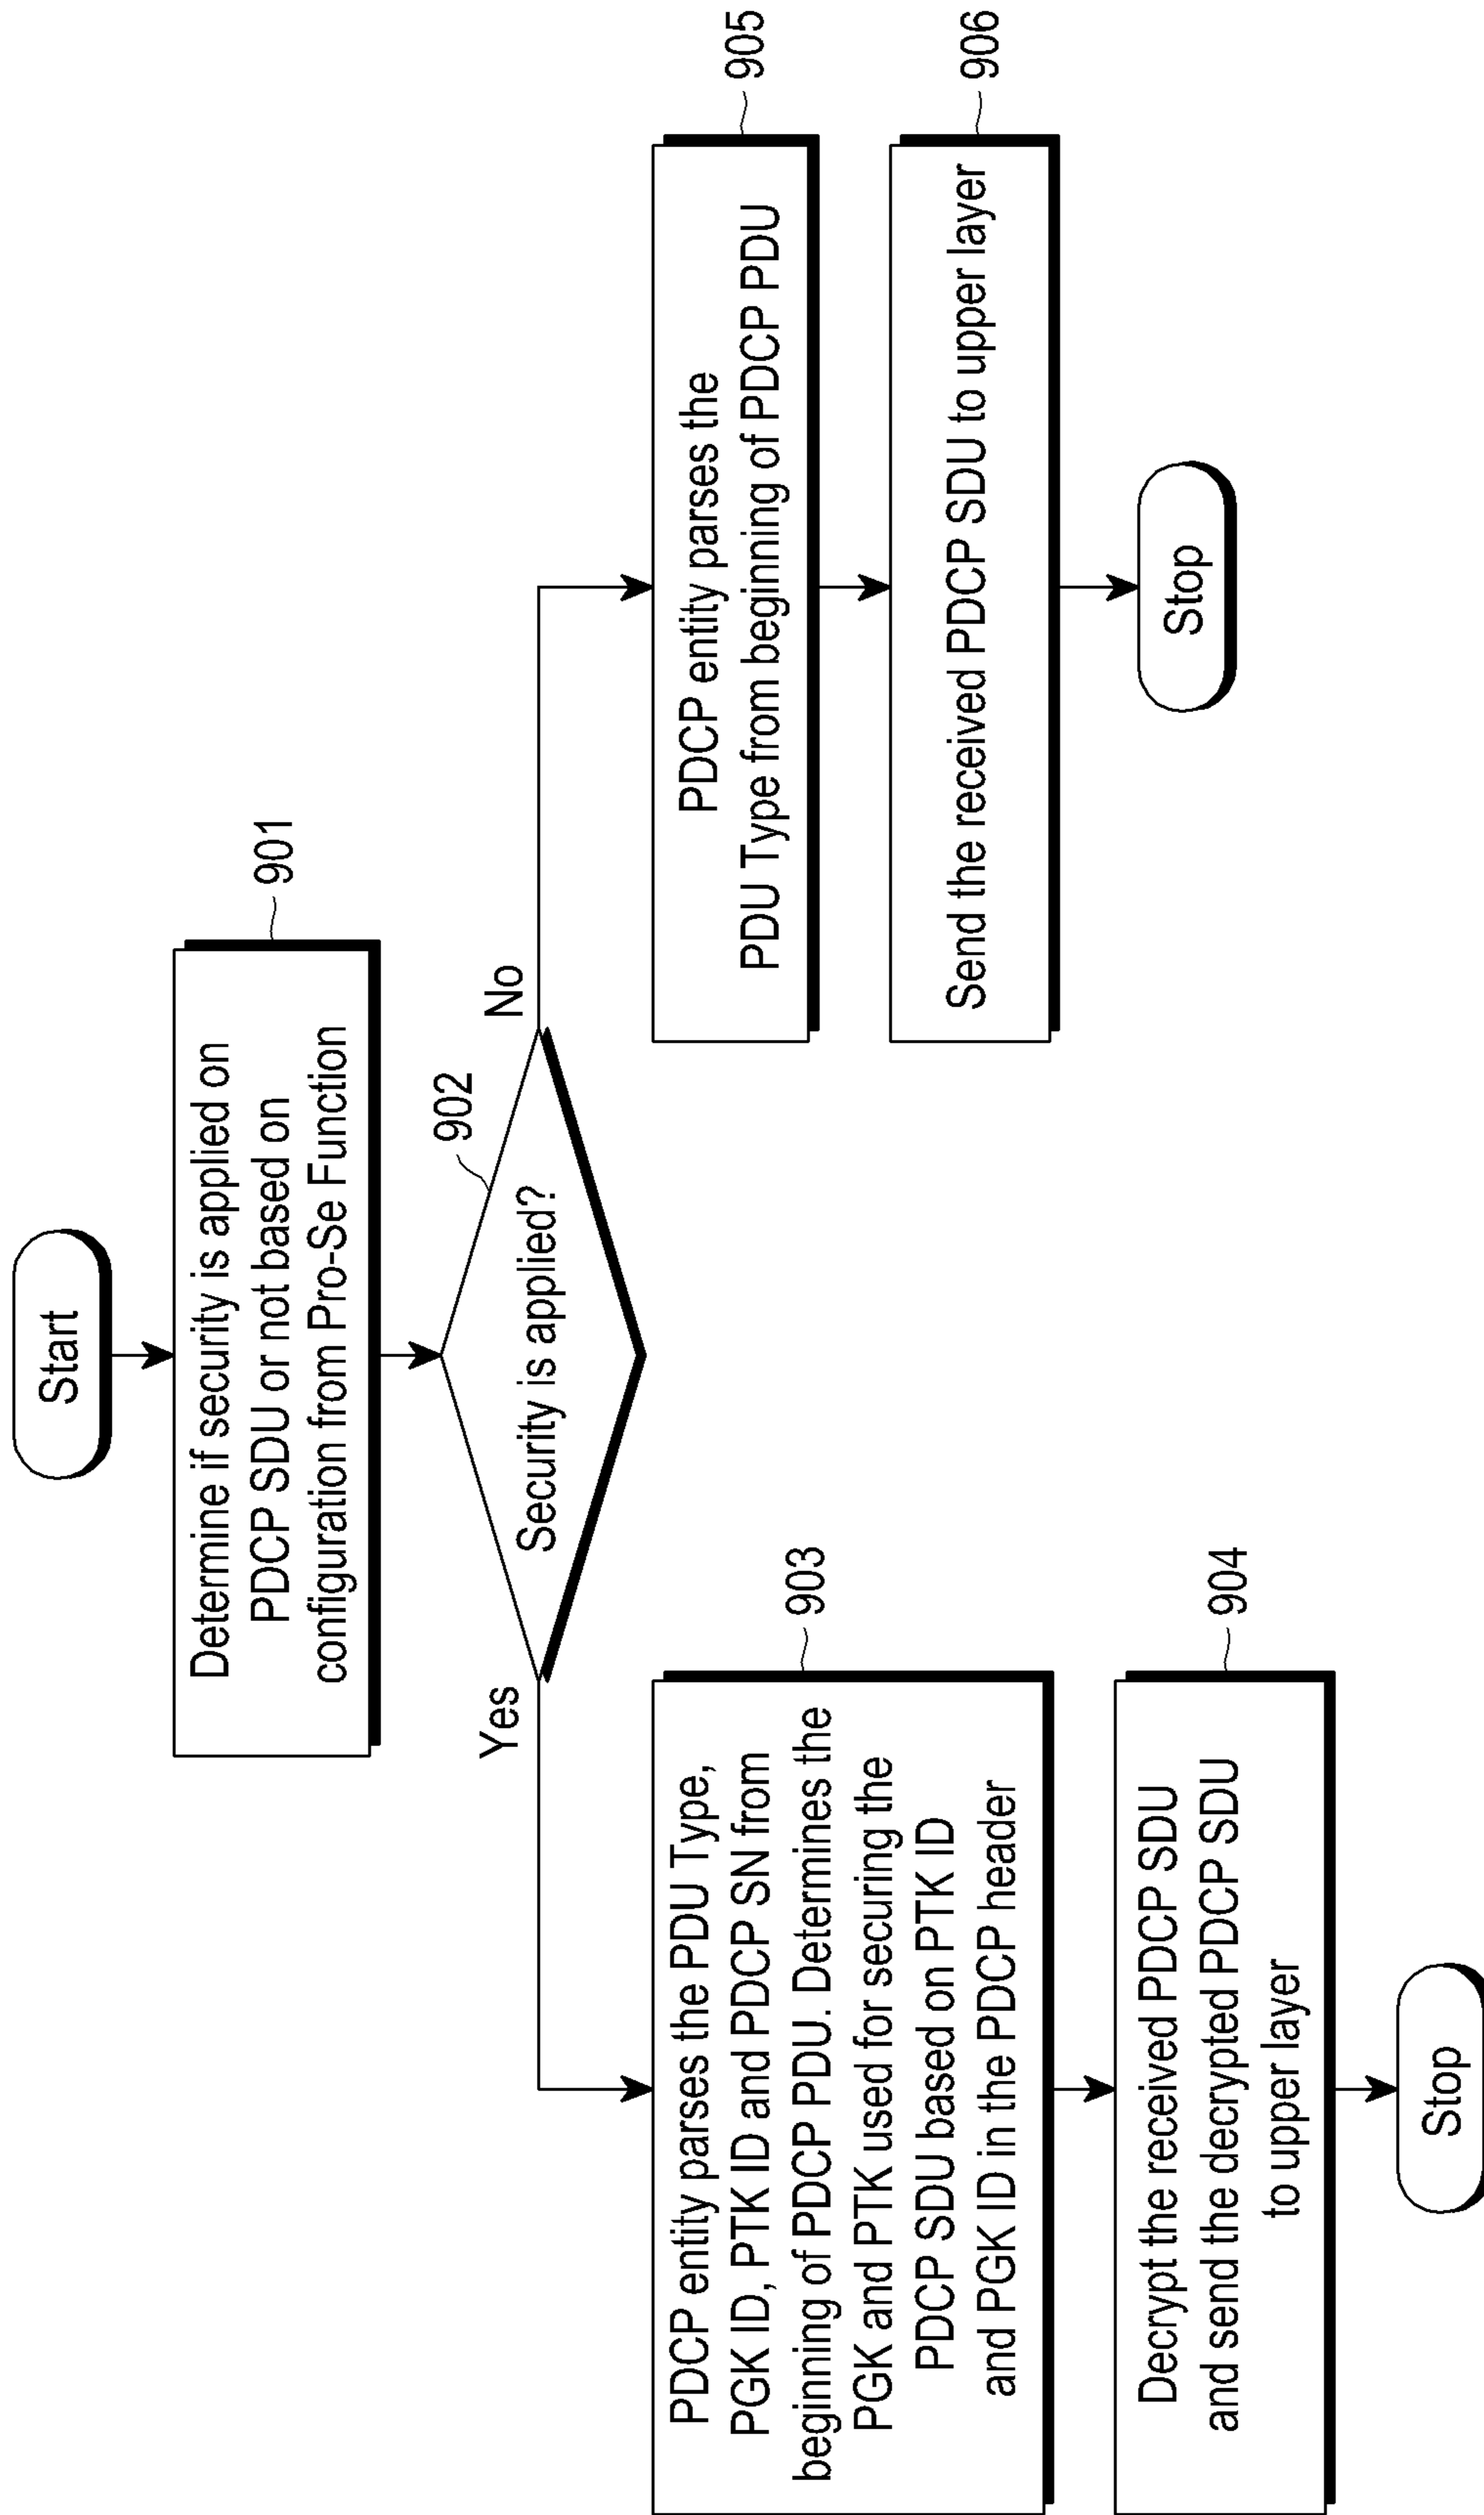 Start
Determine if security is applied on
PDCP SDU or not based on
configuration from Pro-Se Function
901
Security is applied?
902
Yes
No
PDCP entity parses the PDU Type,
PGK ID, PTK ID and PDCP SN from
beginning of PDCP PDU. Determines the
PGK and PTK used for securing the
PDCP SDU based on PTK ID
and PGK ID in the PDCP header
903
Decrypt the received PDCP SDU
and send the decrypted PDCP SDU
to upper layer
904
Stop
PDCP entity parses the
PDU Type from beginning of PDCP PDU
905
Send the received PDCP SDU to upper layer
906
Stop